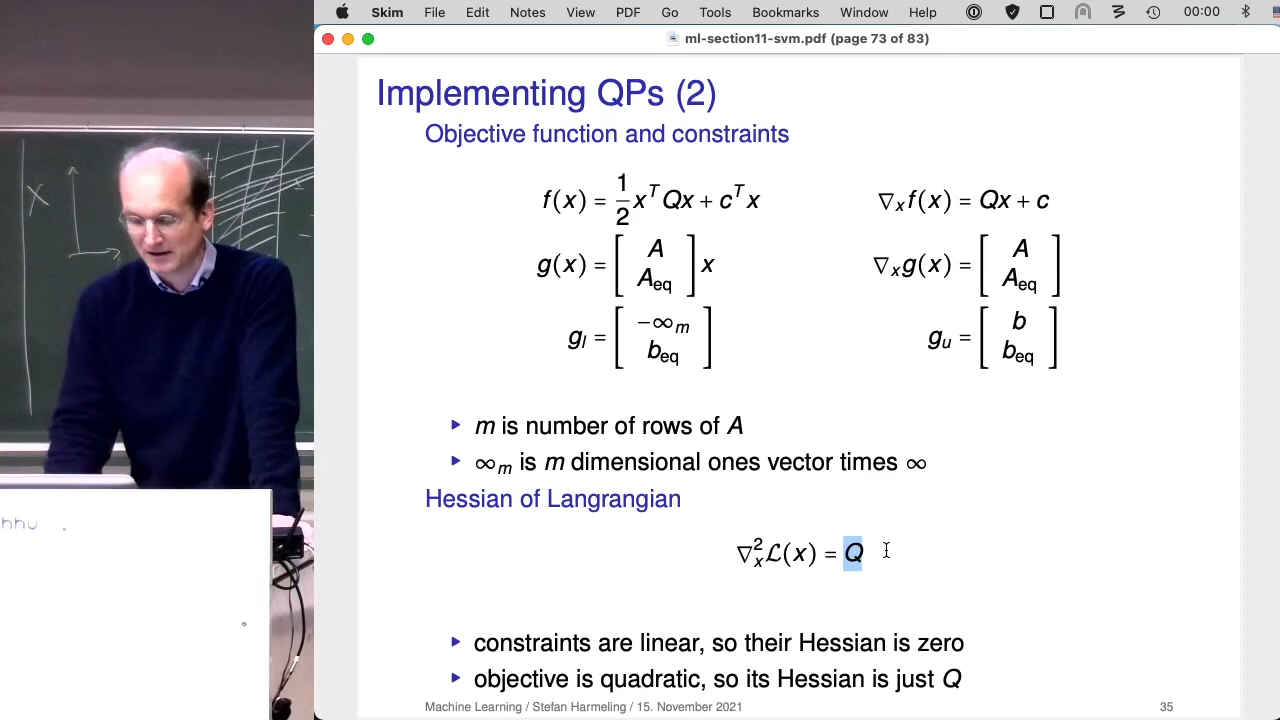 Skim File Edit Notes View PDF Go Tools Bookmarks Window Help 00:00
ml-section11-svm.pdf (page 73 of 83)
Implementing QPs (2)
Objective function and constraints
f(x) = 1/2 x^T Qx + c^T x ∇_x f(x) = Qx + c
g(x) = [ A A_eq ] x ∇_x g(x) = [ A A_eq ]
g_l = [ −∞_m b_eq ] g_u = [ b b_eq ]
▸ m is number of rows of A
▸ ∞_m is m dimensional ones vector times ∞
Hessian of Langrangian
∇²_x ℒ(x) = Q
▸ constraints are linear, so their Hessian is zero
▸ objective is quadratic, so its Hessian is just Q
Machine Learning / Stefan Harmeling / 15. November 2021 35
x
hhu